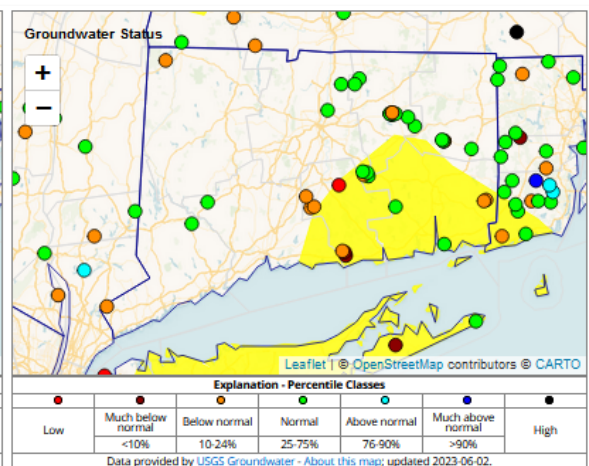 Groundwater Status
+
−
Leaflet | © OpenStreetMap contributors © CARTO
Explanation - Percentile Classes
Low
Much below normal
Below normal
Normal
Above normal
Much above normal
High
<10%
10-24%
25-75%
76-90%
>90%
Data provided by USGS Groundwater - About this map; updated 2023-06-02.